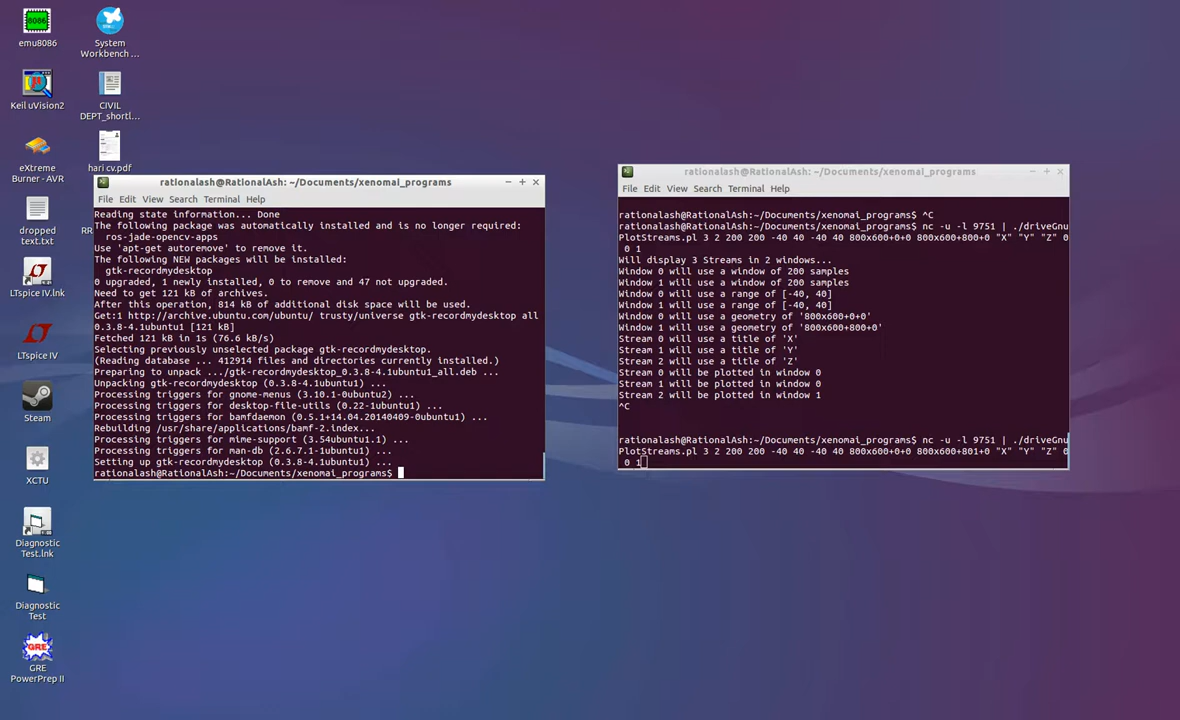 8086
emu8086
System
Workbench ...
Keil uVision2
CIVIL
DEPT_shortl...
eXtreme
Burner - AVR
hari cv.pdf
dropped
text.txt
RR
LTspice IV.lnk
LTspice IV
Steam
XCTU
Diagnostic
Test.lnk
Diagnostic
Test
GRE
GRE
PowerPrep II
rationalash@RationalAsh: ~/Documents/xenomai_programs
File Edit View Search Terminal Help
Reading state information... Done
The following package was automatically installed and is no longer required:
  ros-jade-opencv-apps
Use 'apt-get autoremove' to remove it.
The following NEW packages will be installed:
  gtk-recordmydesktop
0 upgraded, 1 newly installed, 0 to remove and 47 not upgraded.
Need to get 121 kB of archives.
After this operation, 814 kB of additional disk space will be used.
Get:1 http://archive.ubuntu.com/ubuntu/ trusty/universe gtk-recordmydesktop all
0.3.8-4.1ubuntu1 [121 kB]
Fetched 121 kB in 1s (76.6 kB/s)
Selecting previously unselected package gtk-recordmydesktop.
(Reading database ... 412914 files and directories currently installed.)
Preparing to unpack .../gtk-recordmydesktop_0.3.8-4.1ubuntu1_all.deb ...
Unpacking gtk-recordmydesktop (0.3.8-4.1ubuntu1) ...
Processing triggers for gnome-menus (3.10.1-0ubuntu2) ...
Processing triggers for desktop-file-utils (0.22-1ubuntu1) ...
Processing triggers for bamfdaemon (0.5.1+14.04.20140409-0ubuntu1) ...
Rebuilding /usr/share/applications/bamf-2.index...
Processing triggers for mime-support (3.54ubuntu1.1) ...
Processing triggers for man-db (2.6.7.1-1ubuntu1) ...
Setting up gtk-recordmydesktop (0.3.8-4.1ubuntu1) ...
rationalash@RationalAsh:~/Documents/xenomai_programs$
rationalash@RationalAsh: ~/Documents/xenomai_programs
File Edit View Search Terminal Help
rationalash@RationalAsh:~/Documents/xenomai_programs$ ^C
rationalash@RationalAsh:~/Documents/xenomai_programs$ nc -u -l 9751 | ./driveGnu
PlotStreams.pl 3 2 200 200 -40 40 -40 40 800x600+0+0 800x600+800+0 "X" "Y" "Z" 0
 0 1
Will display 3 Streams in 2 windows...
Window 0 will use a window of 200 samples
Window 1 will use a window of 200 samples
Window 0 will use a range of [-40, 40]
Window 1 will use a range of [-40, 40]
Window 0 will use a geometry of '800x600+0+0'
Window 1 will use a geometry of '800x600+800+0'
Stream 0 will use a title of 'X'
Stream 1 will use a title of 'Y'
Stream 2 will use a title of 'Z'
Stream 0 will be plotted in window 0
Stream 1 will be plotted in window 0
Stream 2 will be plotted in window 1
^C
rationalash@RationalAsh:~/Documents/xenomai_programs$ nc -u -l 9751 | ./driveGnu
PlotStreams.pl 3 2 200 200 -40 40 -40 40 800x600+0+0 800x600+801+0 "X" "Y" "Z" 0
 0 1